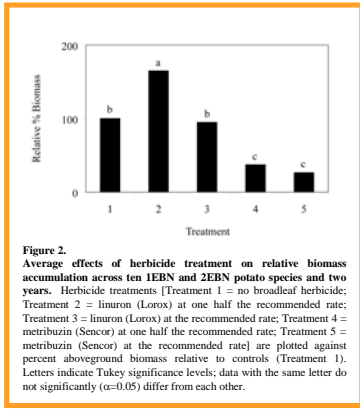 200
a
b
b
100
c
c
0
Relative % Biomass
1 2 3 4 5
Treatment
Figure 2.
Average effects of herbicide treatment on relative biomass
accumulation across ten 1EBN and 2EBN potato species and two
years. Herbicide treatments [Treatment 1 = no broadleaf herbicide;
Treatment 2 = linuron (Lorox) at one half the recommended rate;
Treatment 3 = linuron (Lorox) at the recommended rate; Treatment 4 =
metribuzin (Sencor) at one half the recommended rate; Treatment 5 =
metribuzin (Sencor) at the recommended rate] are plotted against
percent aboveground biomass relative to controls (Treatment 1).
Letters indicate Tukey significance levels; data with the same letter do
not significantly (α=0.05) differ from each other.